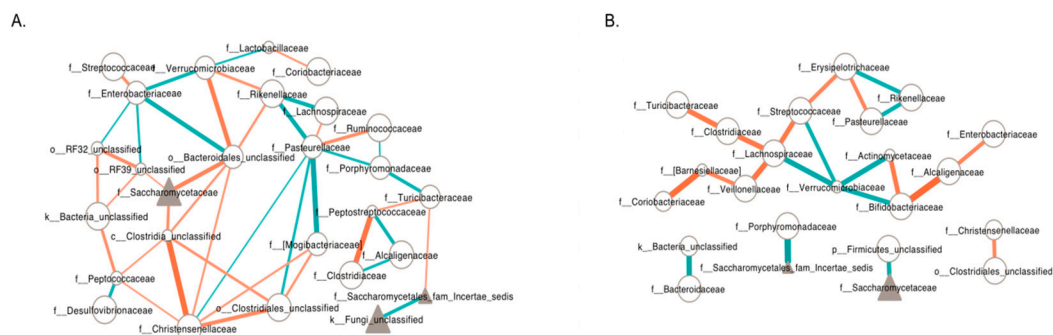 A.
B.
f__Lactobacillaceae
f__Streptococcaceae
f__Verrucomicrobiaceae
f__Coriobacteriaceae
f__Enterobacteriaceae
f__Rikenellaceae
f__Lachnospiraceae
f__Ruminococcaceae
f__Pasteurellaceae
o__RF32_unclassified
o__Bacteroidales_unclassified
o__RF39_unclassified
f__Porphyromonadaceae
f__Saccharomycetaceae
f__Turicibacteraceae
k__Bacteria_unclassified
f__Peptostreptococcaceae
c__Clostridia_unclassified
f__[Mogibacteriaceae]
f__Alcaligenaceae
f__Peptococcaceae
f__Clostridiaceae
f__Saccharomycetales_fam_Incertae_sedis
f__Desulfovibrionaceae
o__Clostridiales_unclassified
k__Fungi_unclassified
f__Christensenellaceae
f__Erysipelotrichaceae
f__Turicibacteraceae
f__Rikenellaceae
f__Streptococcaceae
f__Pasteurellaceae
f__Clostridiaceae
f__Enterobacteriaceae
f__Lachnospiraceae
f__Actinomycetaceae
f__[Barnesiellaceae]
f__Alcaligenaceae
f__Veillonellaceae
f__Verrucomicrobiaceae
f__Coriobacteriaceae
f__Bifidobacteriaceae
f__Porphyromonadaceae
f__Christensenellaceae
k__Bacteria_unclassified
p__Firmicutes_unclassified
f__Saccharomycetales_fam_Incertae_sedis
o__Clostridiales_unclassified
f__Bacteroidaceae
f__Saccharomycetaceae